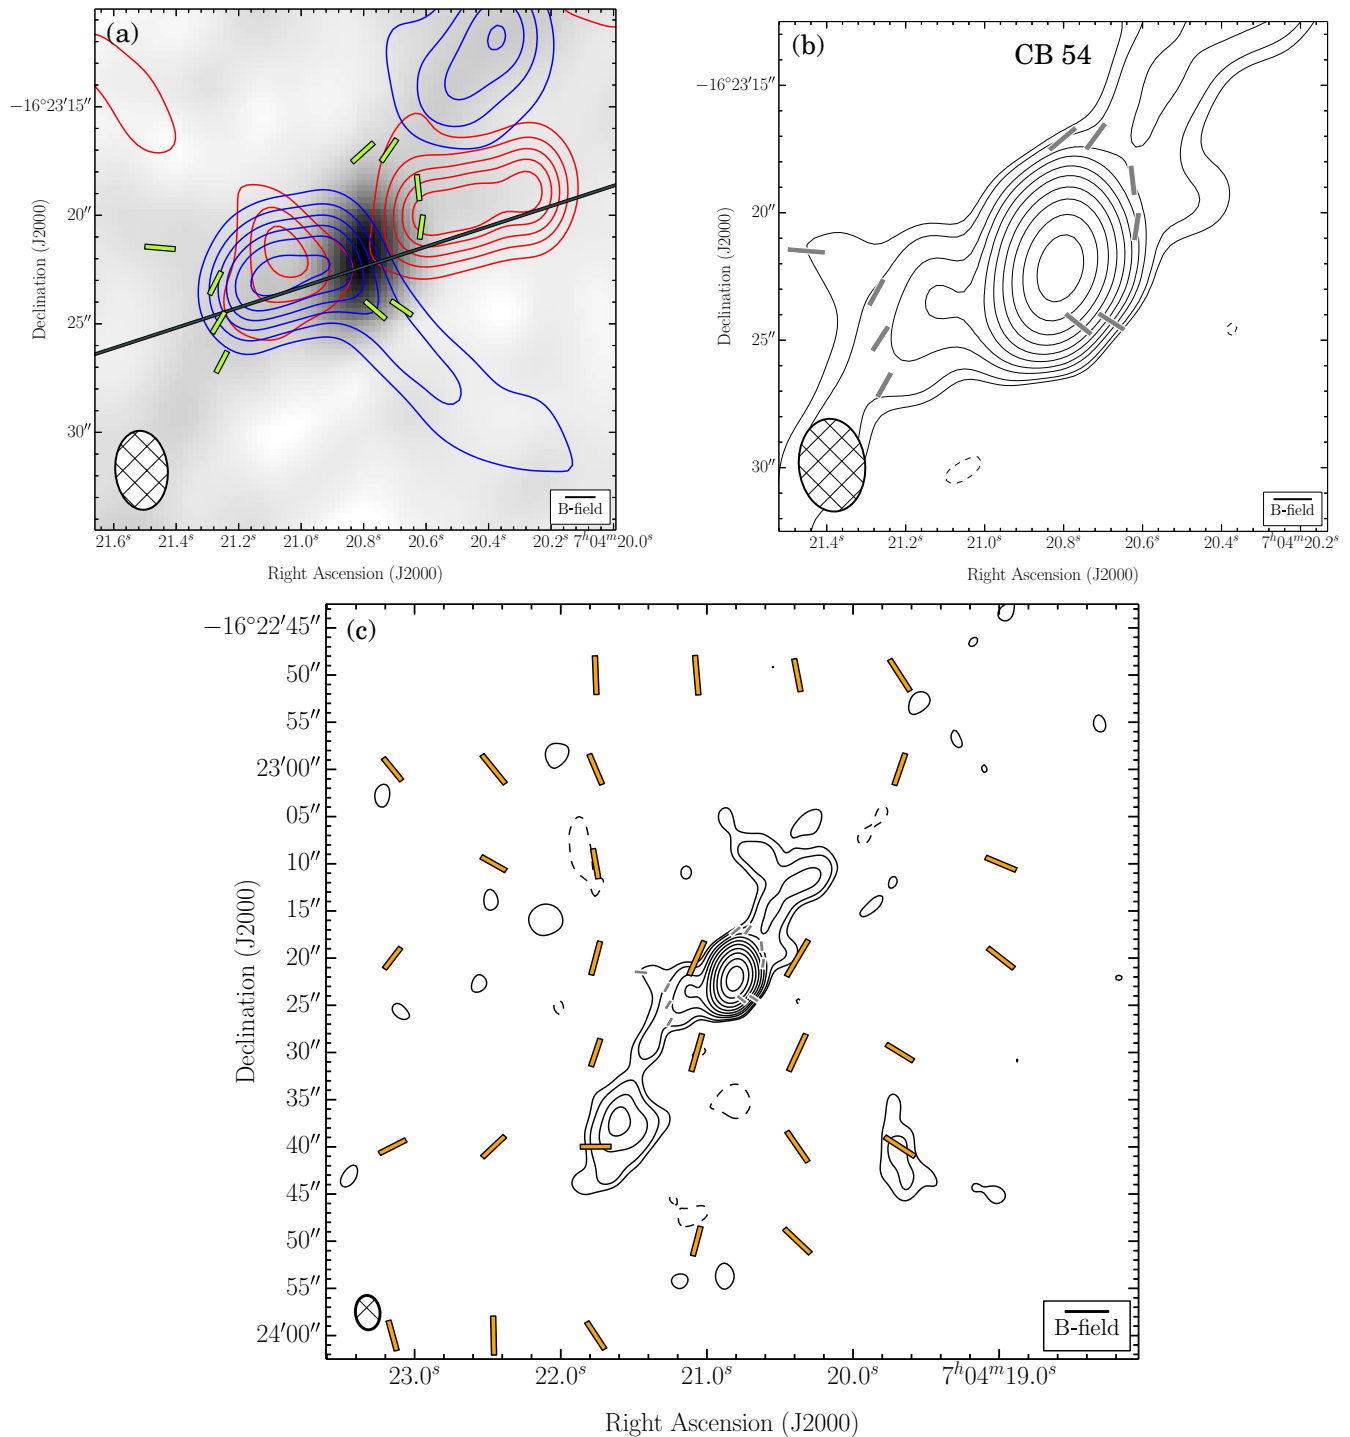 (a)
−16°23′15″
20″
25″
30″
Declination (J2000)
B-field
21.6s 21.4s 21.2s 21.0s 20.8s 20.6s 20.4s 20.2s 7h04m20.0s
Right Ascension (J2000)
(b)
CB 54
−16°23′15″
20″
25″
30″
Declination (J2000)
B-field
21.4s 21.2s 21.0s 20.8s 20.6s 20.4s 7h04m20.2s
Right Ascension (J2000)
(c)
−16°22′45″
50″
55″
23′00″
05″
10″
15″
20″
25″
30″
35″
40″
45″
50″
55″
24′00″
Declination (J2000)
B-field
23.0s 22.0s 21.0s 20.0s 7h04m19.0s
Right Ascension (J2000)